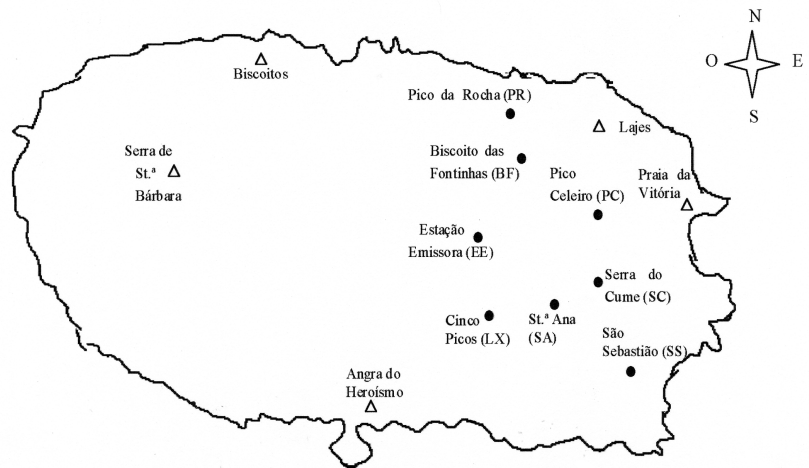 N
O
E
S
Biscoitos
Pico da Rocha (PR)
Lajes
Serra de
St.ª
Bárbara
Biscoito das
Fontinhas (BF)
Pico
Celeiro (PC)
Praia da
Vitória
Estação
Emissora (EE)
Serra do
Cume (SC)
Cinco
Picos (LX)
St.ª Ana
(SA)
São
Sebastião (SS)
Angra do
Heroísmo